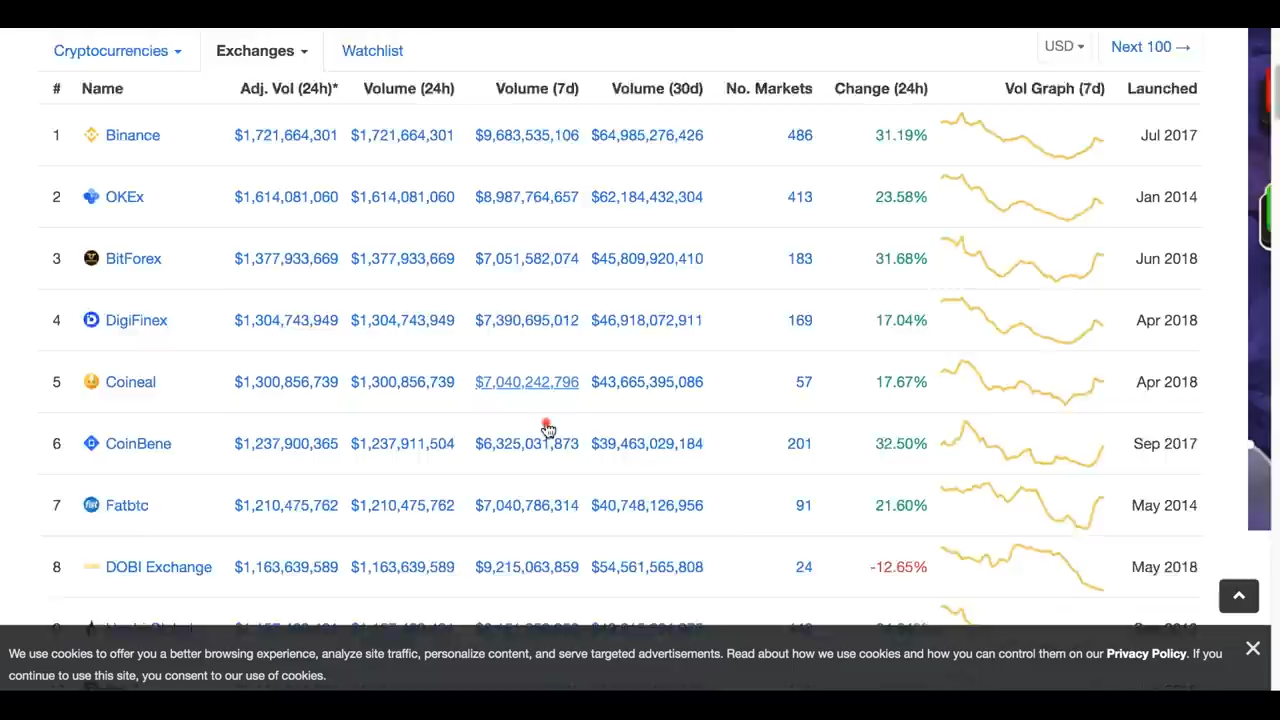 Cryptocurrencies Exchanges Watchlist USD Next 100 →
# Name Adj. Vol (24h)* Volume (24h) Volume (7d) Volume (30d) No. Markets Change (24h) Vol Graph (7d) Launched
1 Binance $1,721,664,301 $1,721,664,301 $9,683,535,106 $64,985,276,426 486 31.19% Jul 2017
2 OKEx $1,614,081,060 $1,614,081,060 $8,987,764,657 $62,184,432,304 413 23.58% Jan 2014
3 BitForex $1,377,933,669 $1,377,933,669 $7,051,582,074 $45,809,920,410 183 31.68% Jun 2018
4 DigiFinex $1,304,743,949 $1,304,743,949 $7,390,695,012 $46,918,072,911 169 17.04% Apr 2018
5 Coineal $1,300,856,739 $1,300,856,739 $7,040,242,796 $43,665,395,086 57 17.67% Apr 2018
6 CoinBene $1,237,900,365 $1,237,911,504 $6,325,031,873 $39,463,029,184 201 32.50% Sep 2017
7 Fatbtc $1,210,475,762 $1,210,475,762 $7,040,786,314 $40,748,126,956 91 21.60% May 2014
8 DOBI Exchange $1,163,639,589 $1,163,639,589 $9,215,063,859 $54,561,565,808 24 -12.65% May 2018
We use cookies to offer you a better browsing experience, analyze site traffic, personalize content, and serve targeted advertisements. Read about how we use cookies and how you can control them on our Privacy Policy. If you
continue to use this site, you consent to our use of cookies.